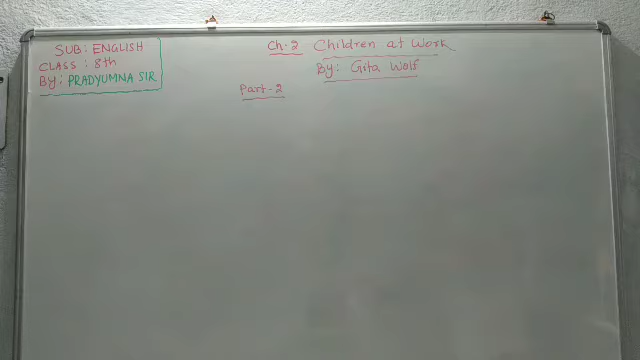 SUB: ENGLISH
CLASS: 8th
BY: PRADYUMNA SIR
Ch-2 Children at Work
By: Gita Wolf
Part-2